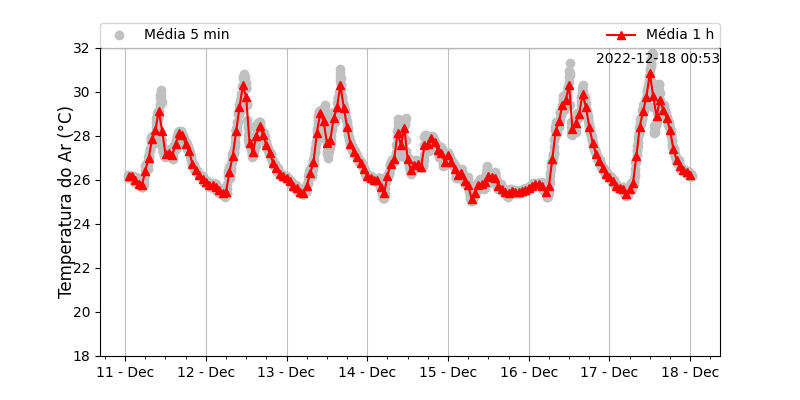 Média 5 min
Média 1 h
2022-12-18 00:53
Temperatura do Ar (°C)
32
30
28
26
24
22
20
18
11 - Dec
12 - Dec
13 - Dec
14 - Dec
15 - Dec
16 - Dec
17 - Dec
18 - Dec